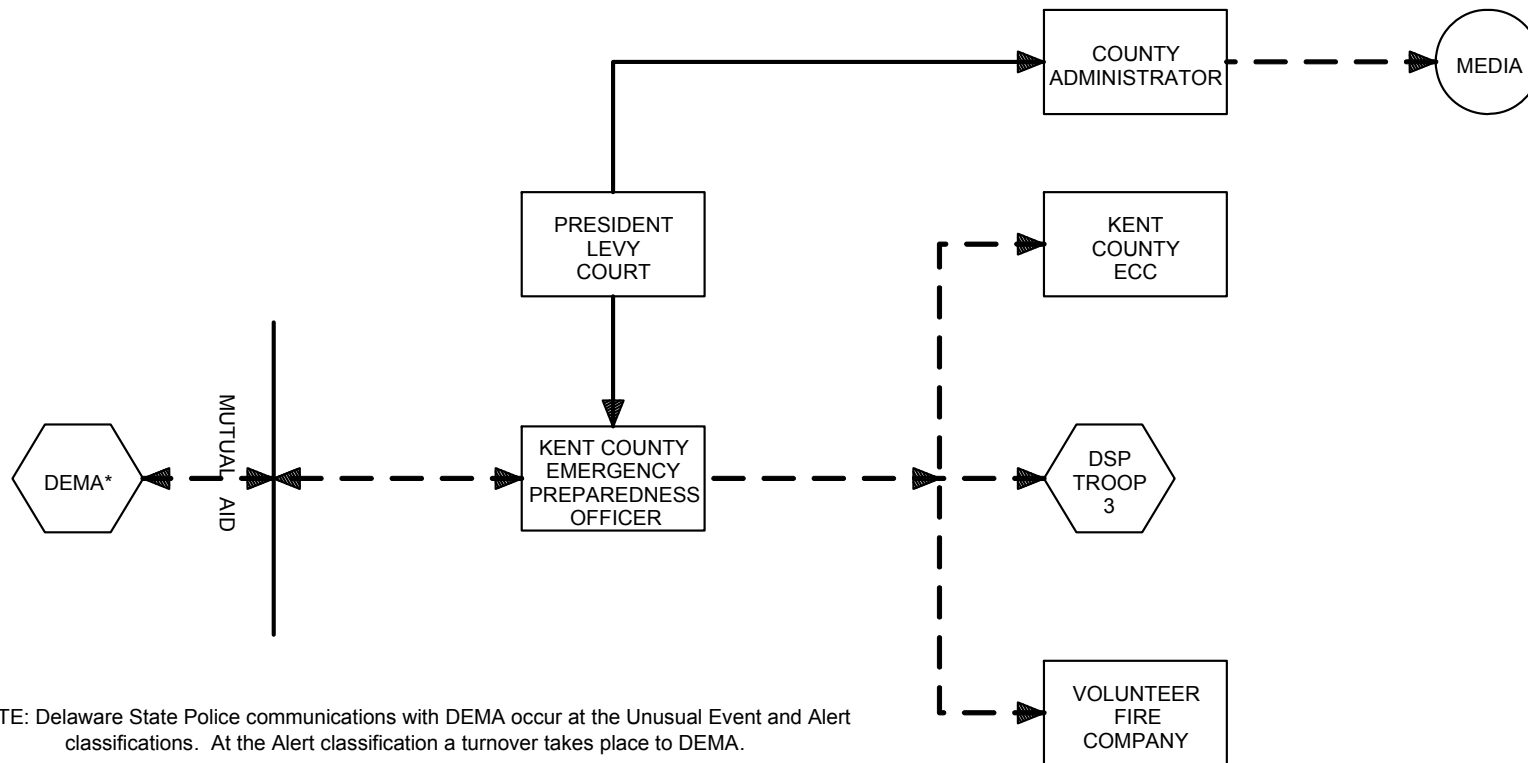 COUNTY
ADMINISTRATOR
MEDIA
PRESIDENT
LEVY
COURT
KENT
COUNTY
ECC
MUTUAL AID
DEMA*
KENT COUNTY
EMERGENCY
PREPAREDNESS
OFFICER
DSP
TROOP
3
VOLUNTEER
FIRE
COMPANY
TE: Delaware State Police communications with DEMA occur at the Unusual Event and Alert
classifications. At the Alert classification a turnover takes place to DEMA.